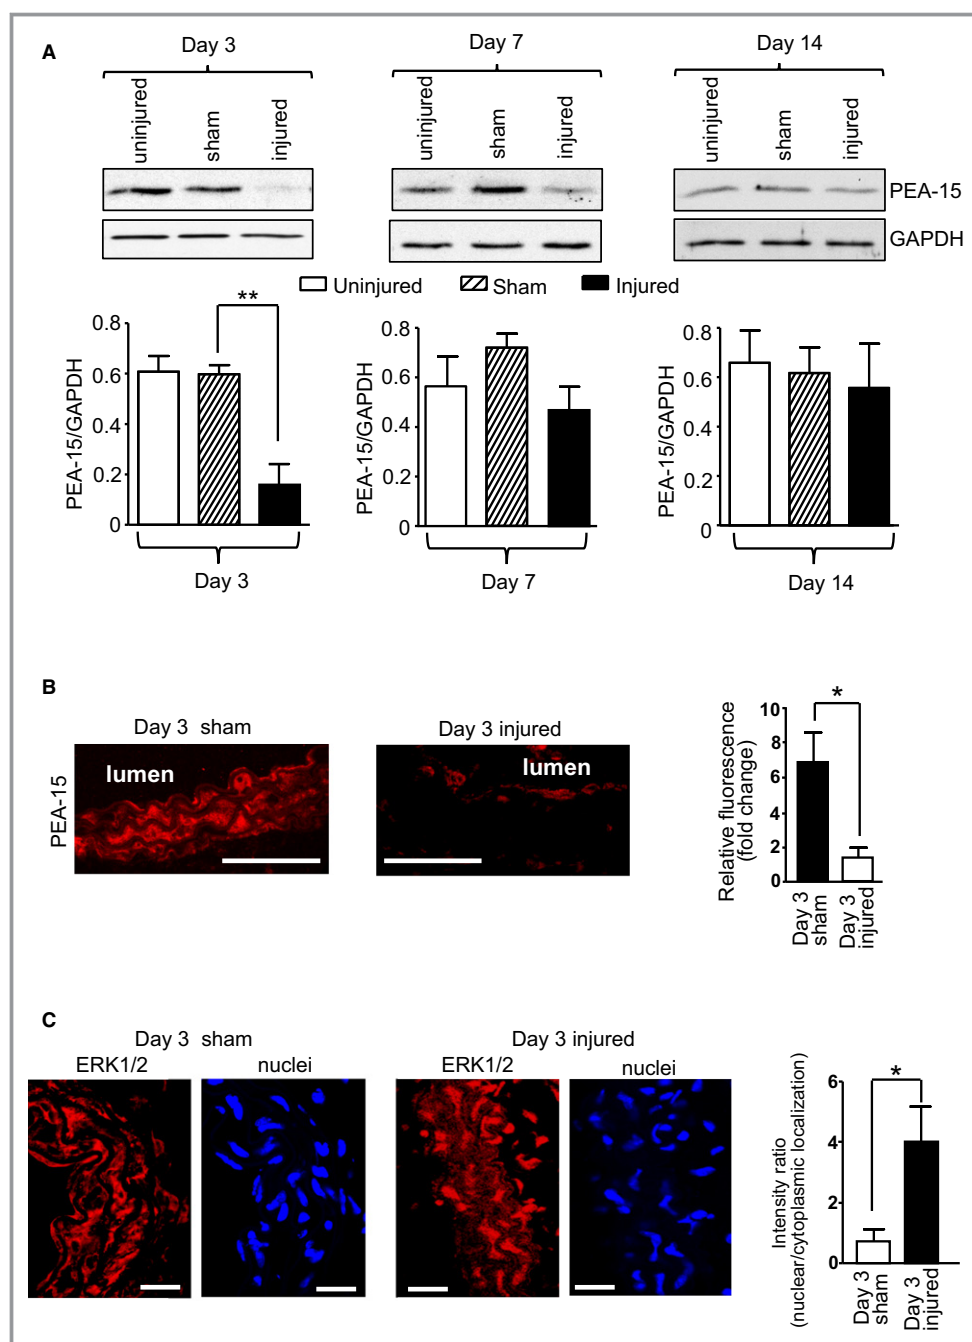 A
Day 3
Day 7
Day 14
uninjured
sham
injured
uninjured
sham
injured
uninjured
sham
injured
PEA-15
GAPDH
Uninjured
Sham
Injured
**
PEA-15/GAPDH
0.8
0.6
0.4
0.2
0
Day 3
PEA-15/GAPDH
0.8
0.6
0.4
0.2
0
Day 7
PEA-15/GAPDH
0.8
0.6
0.4
0.2
0
Day 14
B
Day 3 sham
Day 3 injured
PEA-15
lumen
lumen
Relative fluorescence
(fold change)
10
8
6
4
2
0
*
Day 3
sham
Day 3
injured
C
Day 3 sham
Day 3 injured
ERK1/2
nuclei
ERK1/2
nuclei
Intensity ratio
(nuclear/cytoplasmic localization)
6
4
2
0
*
Day 3
sham
Day 3
injured